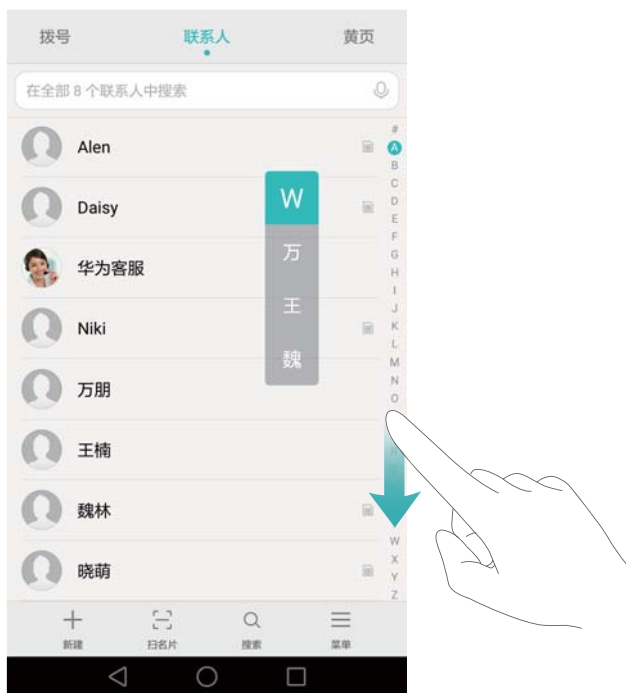 拨号 联系人 黄页
在全部 8 个联系人中搜索
Alen
Daisy
华为客服
Niki
万朋
王楠
魏林
晓萌
W
万
王
魏
#
A
B
C
D
E
F
G
H
I
J
K
L
M
N
O
R
W
X
Y
Z
新建 扫名片 搜索 菜单